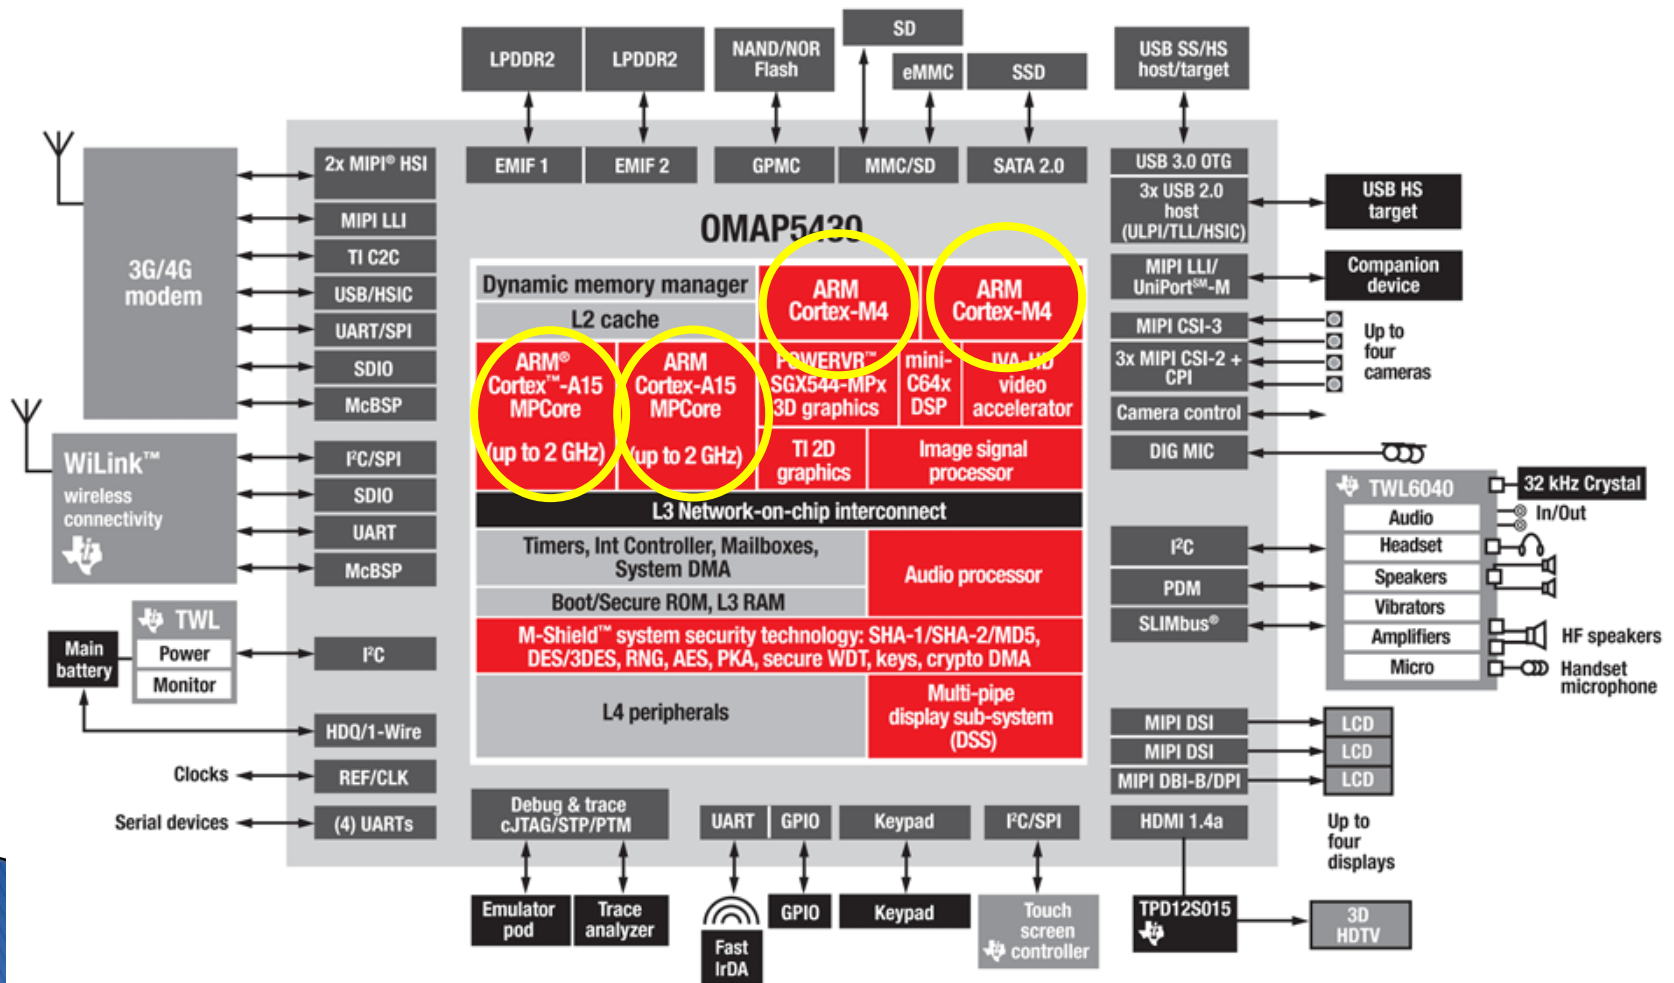 SD
LPDDR2
LPDDR2
NAND/NOR
Flash
eMMC
SSD
USB SS/HS
host/target
EMIF 1
EMIF 2
GPMC
MMC/SD
SATA 2.0
USB 3.0 OTG
3x USB 2.0
host
(ULPI/TLL/HSIC)
USB HS
target
MIPI LLI/
UniPort℠-M
Companion
device
MIPI CSI-3
3x MIPI CSI-2 +
CPI
Up to
four
cameras
Camera control
DIG MIC
3G/4G
modem
2x MIPI® HSI
MIPI LLI
TI C2C
USB/HSIC
UART/SPI
SDIO
McBSP
WiLink™
wireless
connectivity
I²C/SPI
SDIO
UART
McBSP
TWL
Power
Monitor
Main
battery
I²C
HDQ/1-Wire
Clocks
REF/CLK
Serial devices
(4) UARTs
OMAP5430
Dynamic memory manager
L2 cache
ARM
Cortex-M4
ARM
Cortex-M4
ARM®
Cortex™-A15
MPCore
(up to 2 GHz)
ARM
Cortex-A15
MPCore
(up to 2 GHz)
POWERVR™
SGX544-MPx
3D graphics
mini-
C64x
DSP
IVA-HD
video
accelerator
TI 2D
graphics
Image signal
processor
L3 Network-on-chip interconnect
Timers, Int Controller, Mailboxes,
System DMA
Boot/Secure ROM, L3 RAM
Audio processor
M-Shield™ system security technology: SHA-1/SHA-2/MD5,
DES/3DES, RNG, AES, PKA, secure WDT, keys, crypto DMA
L4 peripherals
Multi-pipe
display sub-system
(DSS)
I²C
PDM
SLIMbus®
TWL6040
Audio
Headset
Speakers
Vibrators
Amplifiers
Micro
32 kHz Crystal
In/Out
HF speakers
Handset
microphone
MIPI DSI
LCD
MIPI DSI
LCD
MIPI DBI-B/DPI
LCD
HDMI 1.4a
Up to
four
displays
Debug & trace
cJTAG/STP/PTM
UART
GPIO
Keypad
I²C/SPI
Emulator
pod
Trace
analyzer
Fast
IrDA
GPIO
Keypad
Touch
screen
controller
TPD12S015
3D
HDTV